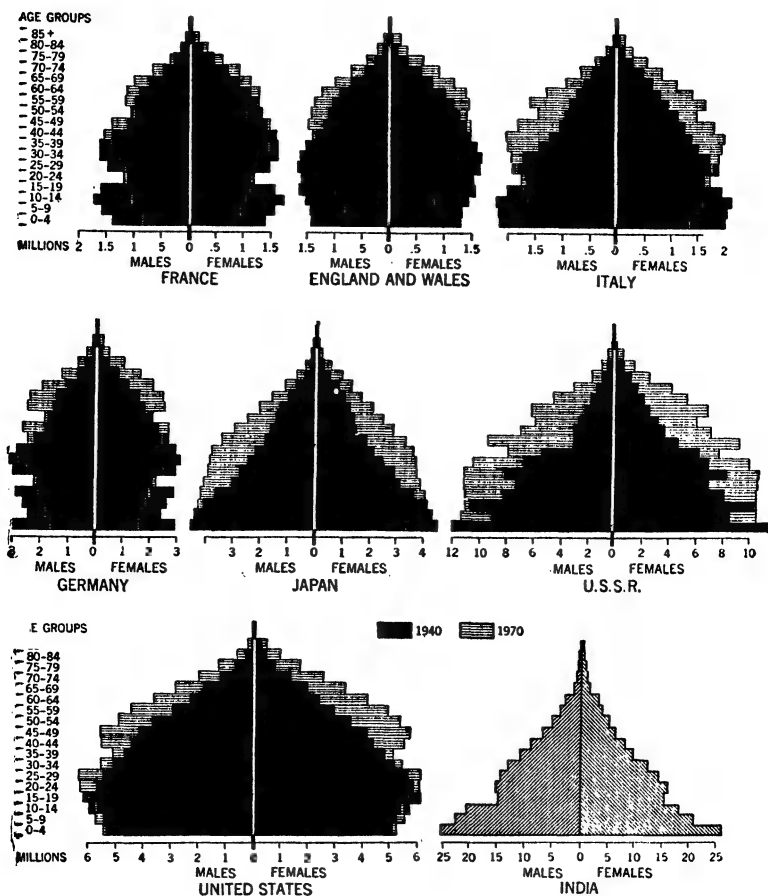 AGE GROUPS
85+
80-84
75-79
70-74
65-69
60-64
55-59
50-54
45-49
40-44
35-39
30-34
25-29
20-24
15-19
10-14
5-9
0-4
MILLIONS 2 1.5 1 .5 0 .5 1 1.5
MALES FEMALES
FRANCE
1.5 1 .5 0 .5 1 1.5
MALES FEMALES
ENGLAND AND WALES
1.5 1 .5 0 .5 1 1.5 2
MALES FEMALES
ITALY
3 2 1 0 1 2 3
MALES FEMALES
GERMANY
3 2 1 0 1 2 3 4
MALES FEMALES
JAPAN
12 10 8 6 4 2 0 2 4 6 8 10
MALES FEMALES
U.S.S.R.
E GROUPS
80-84
75-79
70-74
65-69
60-64
55-59
50-54
45-49
40-44
35-39
30-34
25-29
20-24
15-19
10-14
5-9
0-4
MILLIONS 6 5 4 3 2 1 0 1 2 3 4 5 6
MALES FEMALES
UNITED STATES
1940 1970
25 20 15 10 5 0 5 10 15 20 25
MALES FEMALES
INDIA